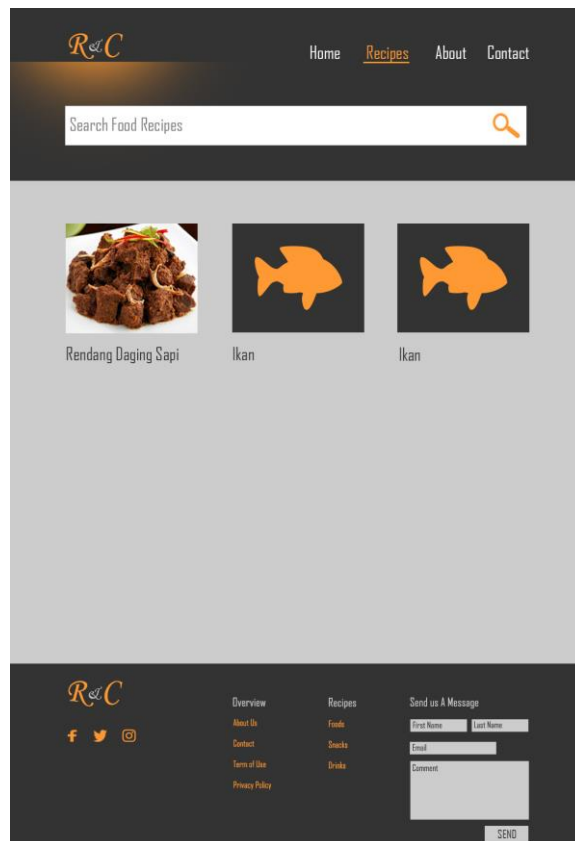 R&C
Home Recipes About Contact
Search Food Recipes
Rendang Daging Sapi
Ikan
Ikan
R&C
Overview
About Us
Contact
Term of Use
Privacy Policy
Recipes
Foods
Snacks
Drinks
Send us A Message
First Name Last Name
Email
Comment
SEND